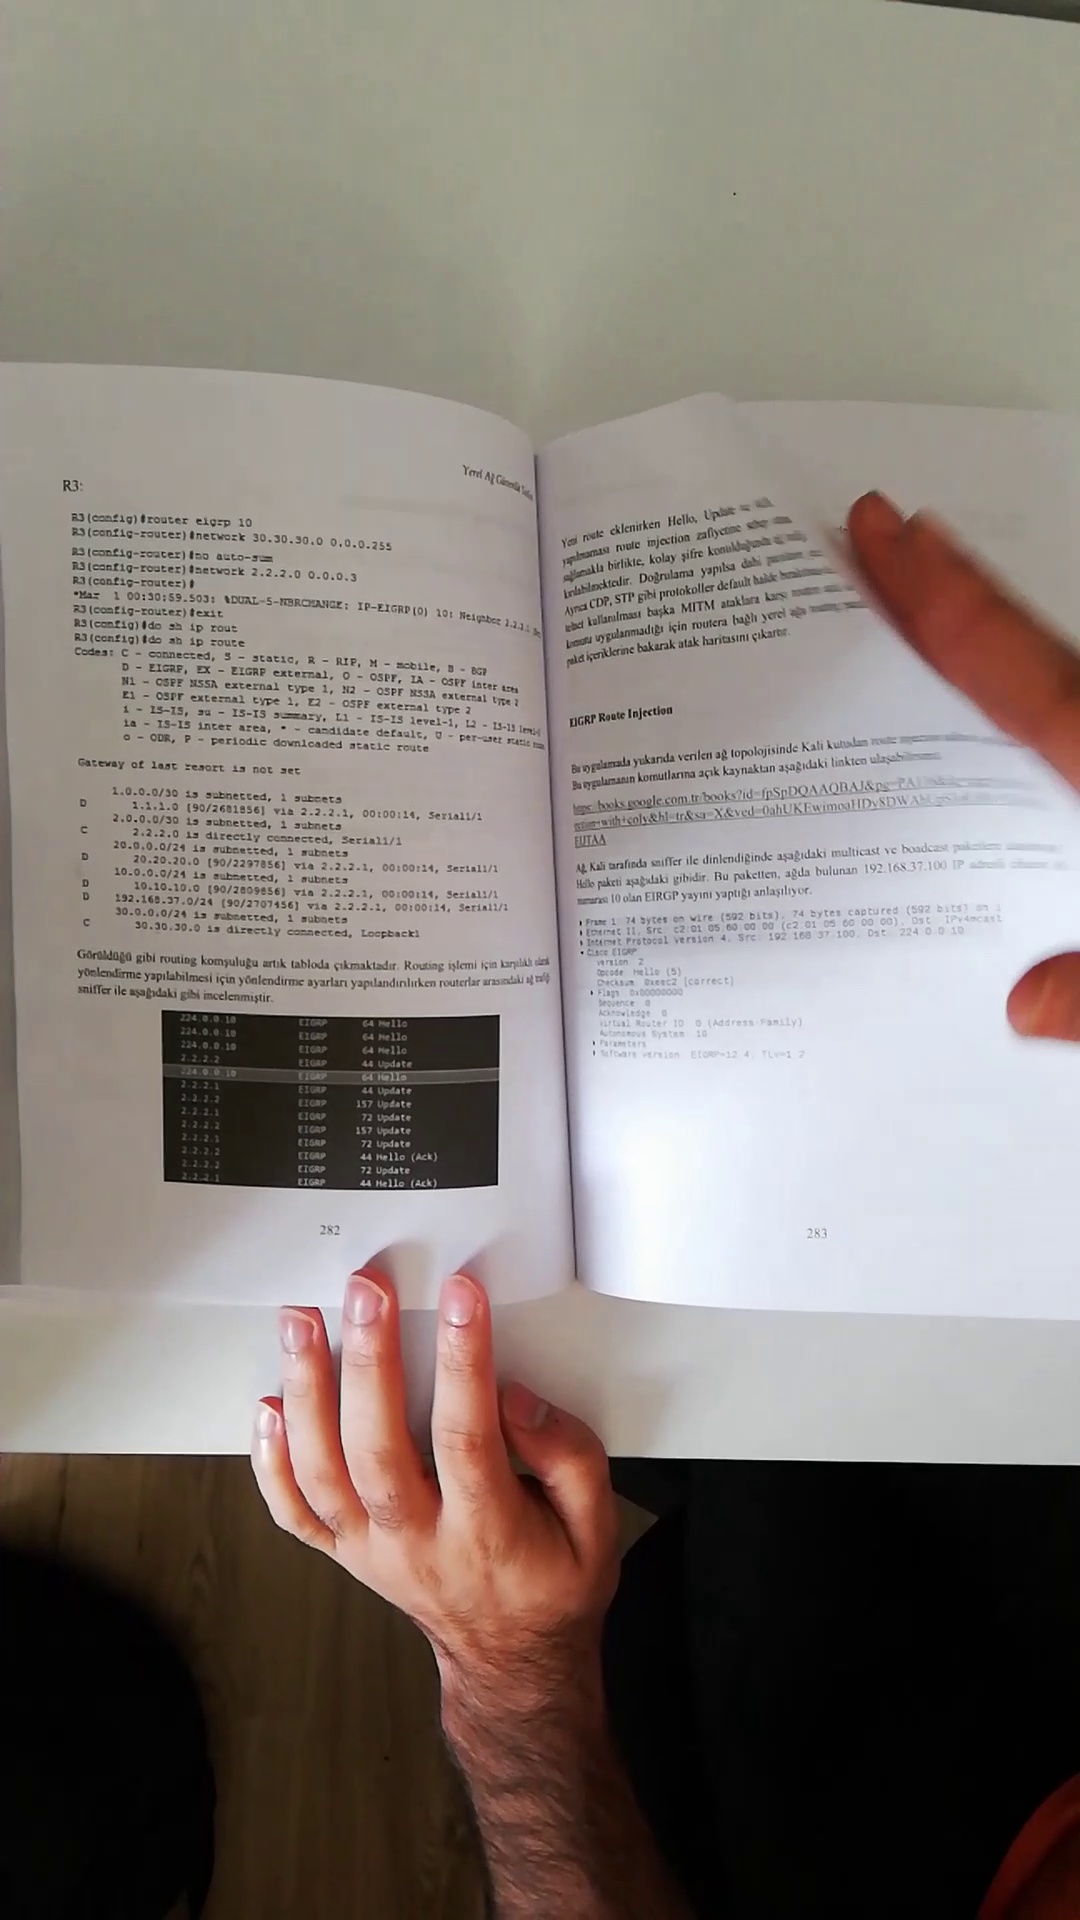 Yerel Ağ Güvenlik
R3:
R3(config)#router eigrp 10
R3(config-router)#network 30.30.30.0 0.0.0.255
R3(config-router)#no auto-sum
R3(config-router)#network 2.2.2.0 0.0.0.3
R3(config-router)#
*Mar 1 00:30:59.503: %DUAL-5-NBRCHANGE: IP-EIGRP(0) 10: Neighbor 2.2.2.1
R3(config-router)#exit
R3(config)#do sh ip rout
R3(config)#do sh ip route
Codes: C - connected, S - static, R - RIP, M - mobile, B - BGP
D - EIGRP, EX - EIGRP external, O - OSPF, IA - OSPF inter area
N1 - OSPF NSSA external type 1, N2 - OSPF NSSA external type 2
E1 - OSPF external type 1, E2 - OSPF external type 2
i - IS-IS, su - IS-IS summary, L1 - IS-IS level-1, L2 - IS-IS level-
ia - IS-IS inter area, * - candidate default, U - per-user static
o - ODR, P - periodic downloaded static route
Gateway of last resort is not set
1.0.0.0/30 is subnetted, 1 subnets
D 1.1.1.0 [90/2681856] via 2.2.2.1, 00:00:14, Serial1/1
2.0.0.0/30 is subnetted, 1 subnets
C 2.2.2.0 is directly connected, Serial1/1
20.0.0.0/24 is subnetted, 1 subnets
D 20.20.20.0 [90/2297856] via 2.2.2.1, 00:00:14, Serial1/1
10.0.0.0/24 is subnetted, 1 subnets
D 10.10.10.0 [90/2809856] via 2.2.2.1, 00:00:14, Serial1/1
D 192.168.37.0/24 [90/2707456] via 2.2.2.1, 00:00:14, Serial1/1
30.0.0.0/24 is subnetted, 1 subnets
C 30.30.30.0 is directly connected, Loopback1
Görüldüğü gibi routing komşuluğu artık tabloda çıkmaktadır. Routing işlemi için karşılıklı olarak
yönlendirme yapılabilmesi için yönlendirme ayarları yapılandırılırken routerlar arasındaki ağ trafiği
sniffer ile aşağıdaki gibi incelenmiştir.
224.0.0.10 EIGRP 64 Hello
224.0.0.10 EIGRP 64 Hello
224.0.0.10 EIGRP 64 Hello
2.2.2.2 EIGRP 44 Update
224.0.0.10 EIGRP 64 Hello
2.2.2.1 EIGRP 44 Update
2.2.2.2 EIGRP 157 Update
2.2.2.1 EIGRP 72 Update
2.2.2.2 EIGRP 157 Update
2.2.2.1 EIGRP 72 Update
2.2.2.2 EIGRP 44 Hello (Ack)
2.2.2.2 EIGRP 72 Update
2.2.2.1 EIGRP 44 Hello (Ack)
282
Yeni route eklenirken Hello, Update
yapılmaması route injection zafiyetine
sağlamakla birlikte, kolay şifre konulduğunda
kırılabilmektedir. Doğrulama yapılsa dahi
Ayrıca CDP, STP gibi protokoller default halde
telnet kullanılması başka MITM ataklara karşı
komutu uygulanmadığı için routera bağlı yerel ağda
paket içeriklerine bakarak atak haritasını çıkartır.
EIGRP Route Injection
Bu uygulamada yukarıda verilen ağ topolojisinde Kali kutudan route
Bu uygulamanın komutlarına açık kaynaktan aşağıdaki linkten ulaşabilirsiniz.
https://books.google.com.tr/books?id=fpSpDQAAQBAJ&pg=PA
Ağ, Kali tarafında sniffer ile dinlendiğinde aşağıdaki multicast ve boadcast
Hello paketi aşağıdaki gibidir. Bu paketten, ağda bulunan 192.168.37.100 IP
numarası 10 olan EIRGP yayını yaptığı anlaşılıyor.
Frame 1: 74 bytes on wire (592 bits), 74 bytes captured (592 bits) on
Ethernet II, Src: c2:01:05:60:00:00 (c2:01:05:60:00:00), Dst: IPv4mcast
Internet Protocol Version 4, Src: 192.168.37.100, Dst: 224.0.0.10
Cisco EIGRP
Version: 2
Opcode: Hello (5)
Checksum: 0xeec2 [correct]
Flags: 0x00000000
Sequence: 0
Acknowledge: 0
Virtual Router ID: 0 (Address-Family)
Autonomous System: 10
Parameters
Software Version: EIGRP=12.4, TLV=1.2
283